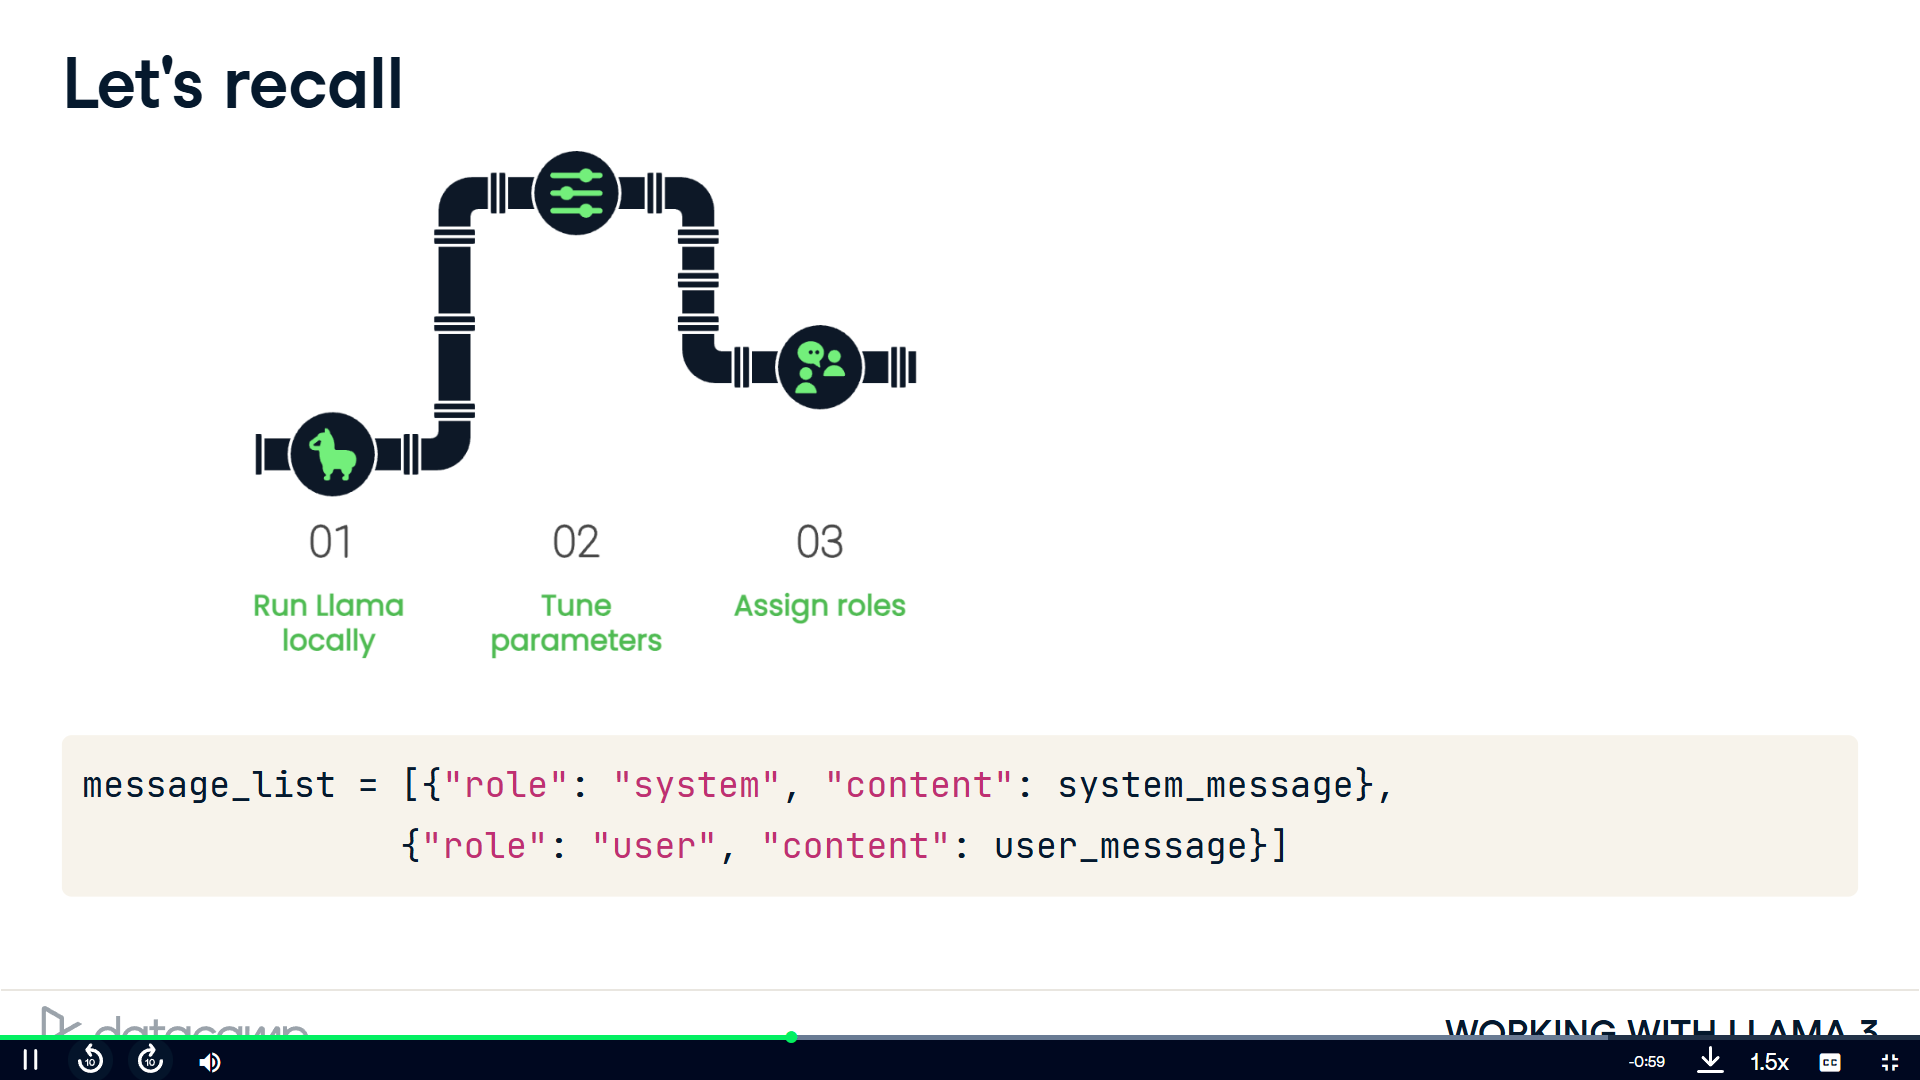 Let's recall
01
02
03
Run Llama
locally
Tune
parameters
Assign roles
message_list = [{"role": "system", "content": system_message},
{"role": "user", "content": user_message}]
datacamp
WORKING WITH LLAMA 3
10
10
-0:59
1.5x
CC